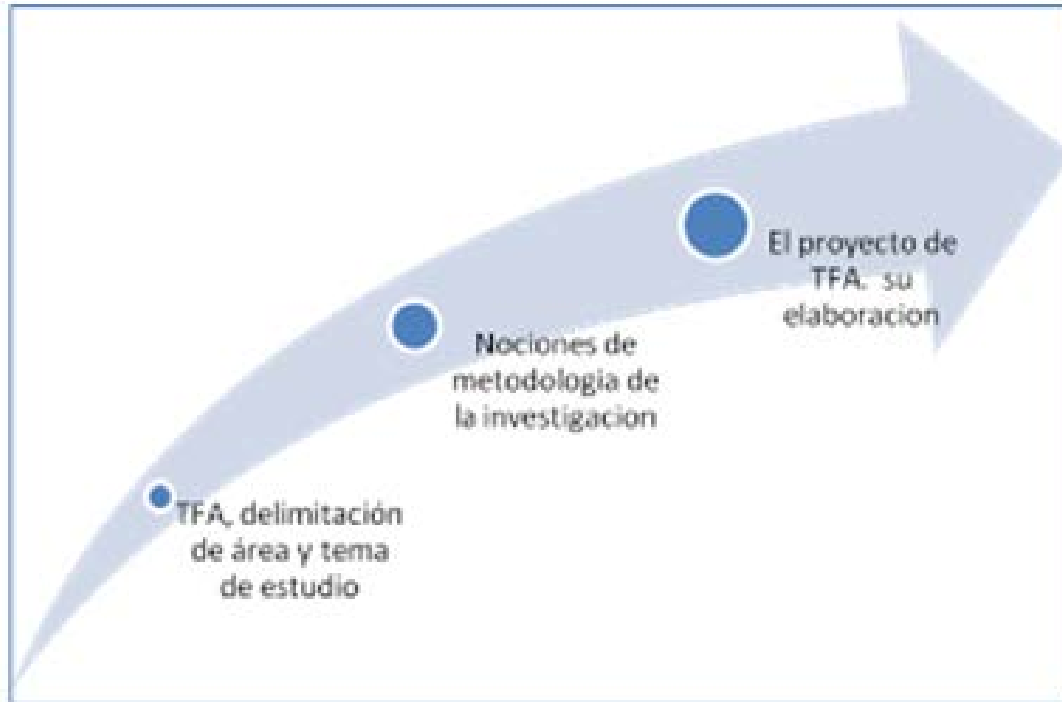 El proyecto de
TFA. su
elaboracion
Nociones de
metodologia de
la investigacion
TFA, delimitación
de área y tema
de estudio